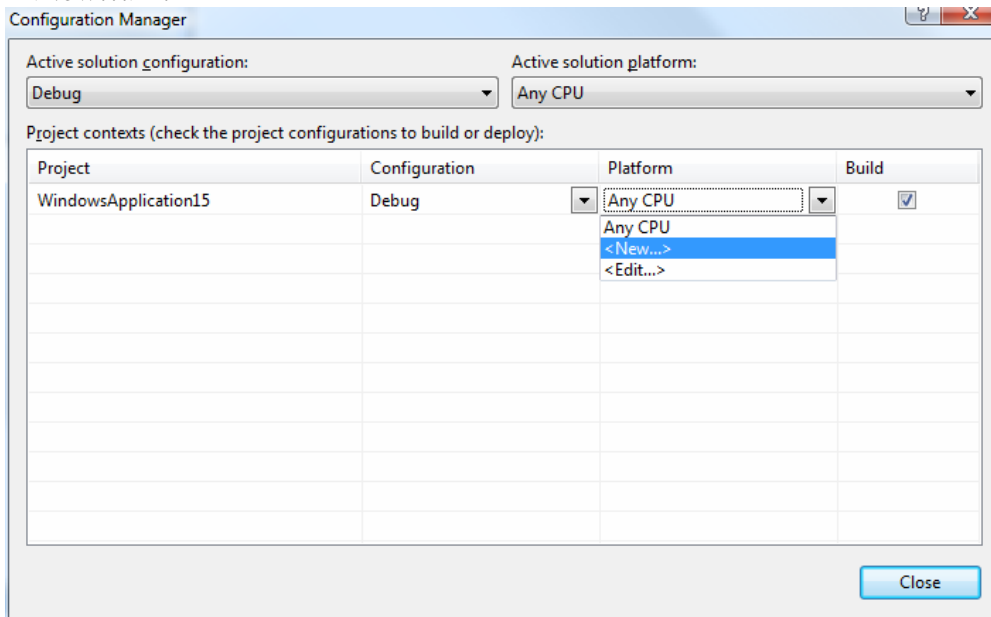 Configuration Manager
?
X
Active solution configuration: Active solution platform:
Debug Any CPU
Project contexts (check the project configurations to build or deploy):
Project Configuration Platform Build
WindowsApplication15 Debug Any CPU
Any CPU
<New...>
<Edit...>
Close